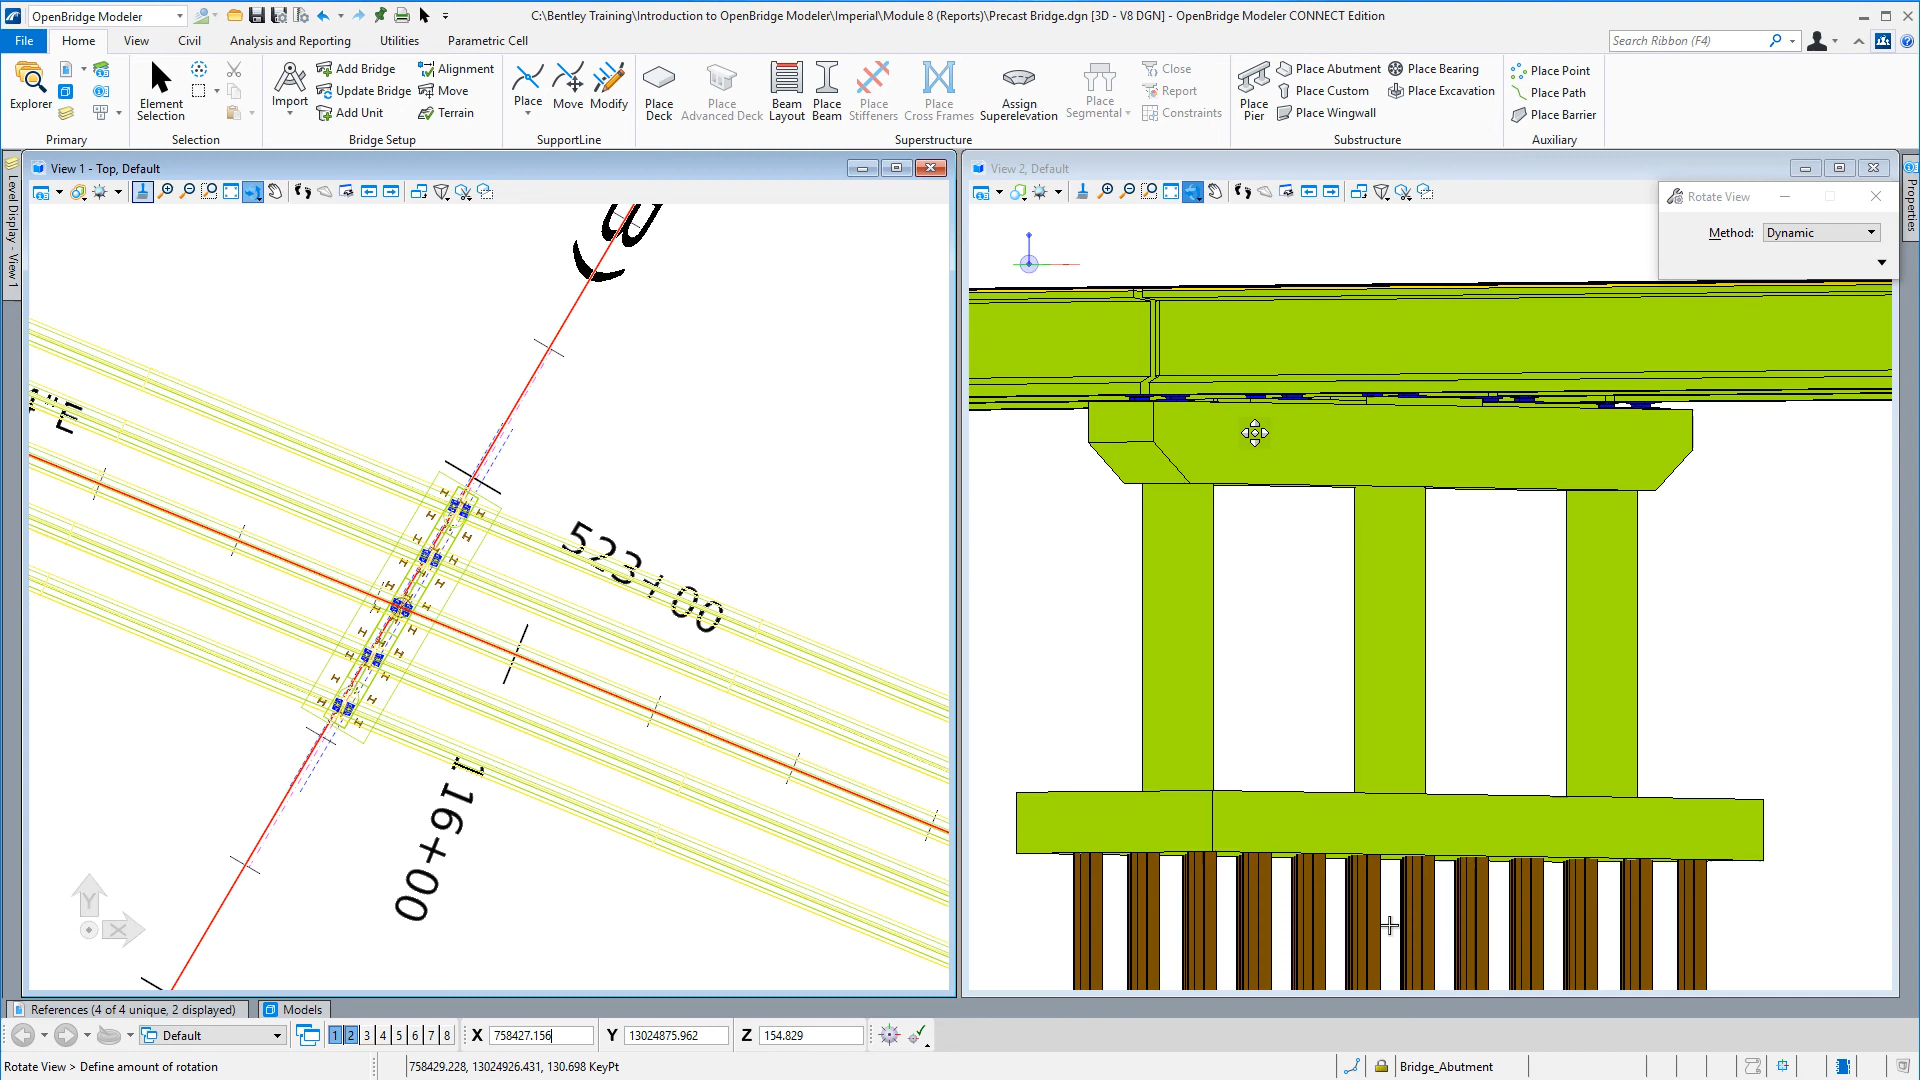 OpenBridge Modeler
C:\Bentley Training\Introduction to OpenBridge Modeler\Imperial\Module 8 (Reports)\Precast Bridge.dgn [3D - V8 DGN] - OpenBridge Modeler CONNECT Edition
File
Home
View
Civil
Analysis and Reporting
Utilities
Parametric Cell
Search Ribbon (F4)
Explorer
Primary
Element Selection
Selection
Import
Add Bridge
Update Bridge
Add Unit
Alignment
Move
Terrain
Bridge Setup
Place
Move
Modify
SupportLine
Place Deck
Place Advanced Deck
Beam Layout
Place Beam
Place Stiffeners
Place Cross Frames
Assign Superelevation
Place Segmental
Close
Report
Constraints
Superstructure
Place Pier
Place Abutment
Place Custom
Place Wingwall
Place Bearing
Place Excavation
Substructure
Place Point
Place Path
Place Barrier
Auxiliary
Level Display - View 1
View 1 - Top, Default
523+00
116+00
Y
X
View 2, Default
Rotate View
Method: Dynamic
Properties
References (4 of 4 unique, 2 displayed)
Models
Default
1 2 3 4 5 6 7 8
X 758427.156
Y 13024875.962
Z 154.829
Rotate View > Define amount of rotation
758429.228, 13024926.431, 130.698 KeyPt
Bridge_Abutment